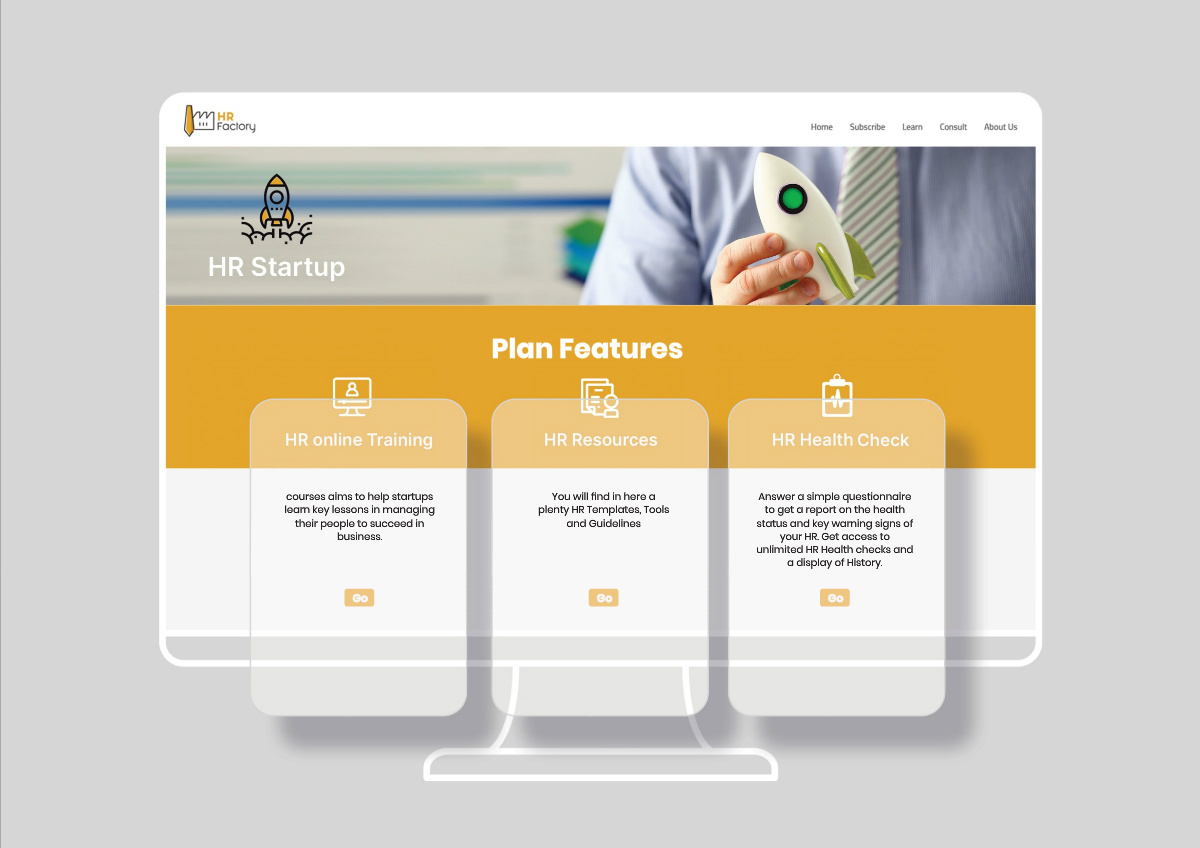 HR
Factory
Home Subscribe Learn Consult About Us
HR Startup
Plan Features
HR online Training
courses aims to help startups
learn key lessons in managing
their people to succeed in
business.
Go
HR Resources
You will find in here a
plenty HR Templates, Tools
and Guidelines
Go
HR Health Check
Answer a simple questionnaire
to get a report on the health
status and key warning signs of
your HR. Get access to
unlimited HR Health checks and
a display of History.
Go